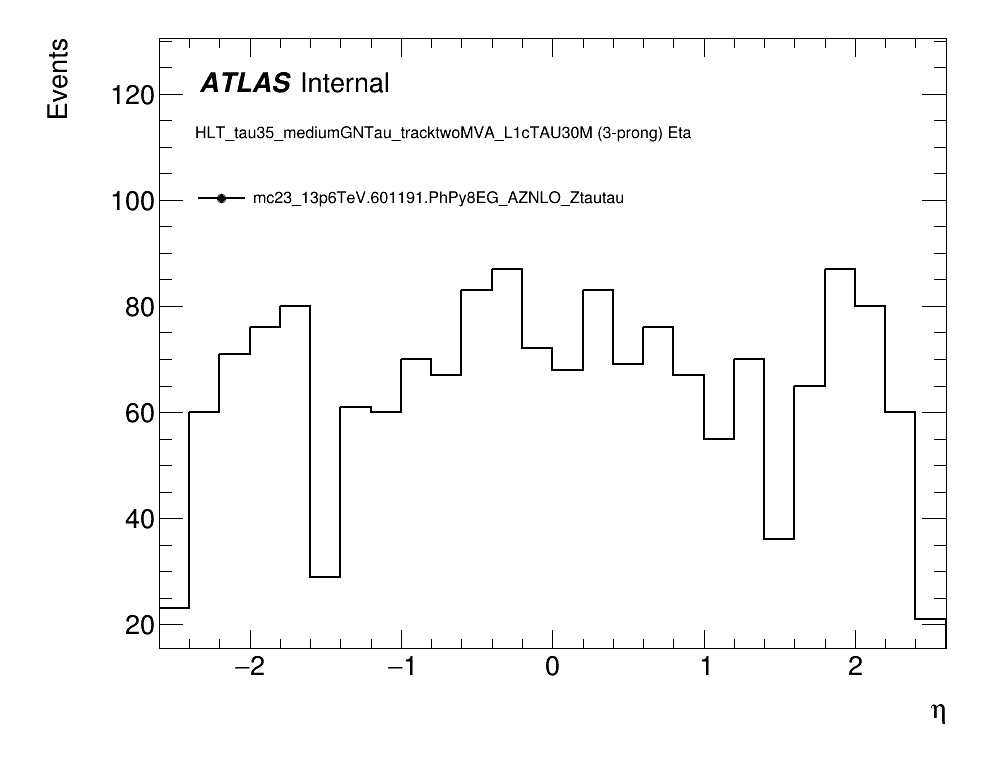 Events
ATLAS Internal
HLT_tau35_mediumGNTau_tracktwoMVA_L1cTAU30M (3-prong) Eta
mc23_13p6TeV.601191.PhPy8EG_AZNLO_Ztautau
120
100
80
60
40
20
−2 −1 0 1 2
η